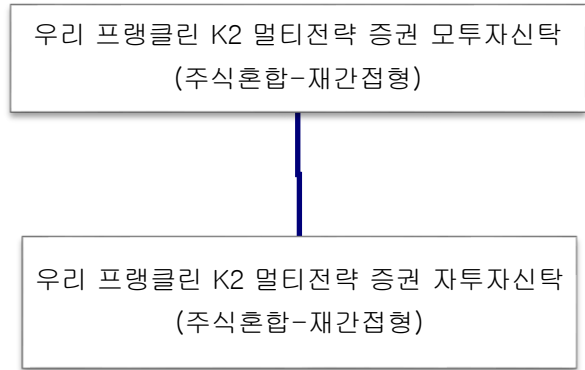 우리 프랭클린 K2 멀티전략 증권 모투자신탁
(주식혼합-재간접형)
우리 프랭클린 K2 멀티전략 증권 자투자신탁
(주식혼합-재간접형)